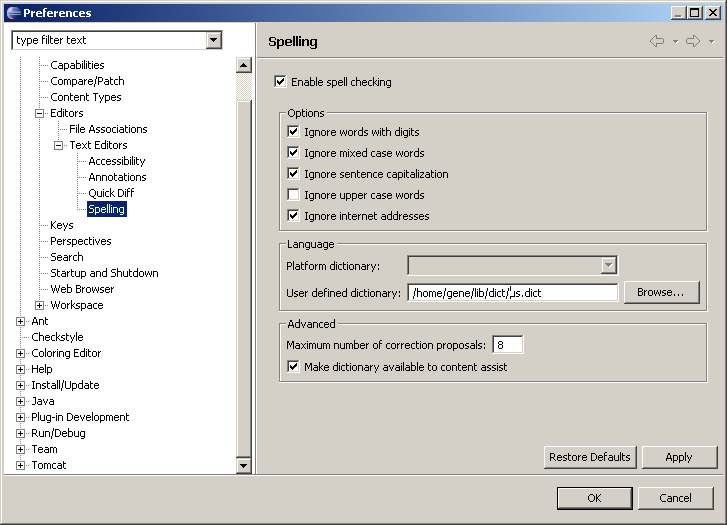 Preferences
type filter text
Capabilities
Compare/Patch
Content Types
Editors
File Associations
Text Editors
Accessibility
Annotations
Quick Diff
Spelling
Keys
Perspectives
Search
Startup and Shutdown
Web Browser
Workspace
Ant
Checkstyle
Coloring Editor
Help
Install/Update
Java
Plug-in Development
Run/Debug
Team
Tomcat
Spelling
Enable spell checking
Options
Ignore words with digits
Ignore mixed case words
Ignore sentence capitalization
Ignore upper case words
Ignore internet addresses
Language
Platform dictionary:
User defined dictionary: /home/gene/lib/dict/us.dict Browse...
Advanced
Maximum number of correction proposals: 8
Make dictionary available to content assist
Restore Defaults Apply
OK Cancel